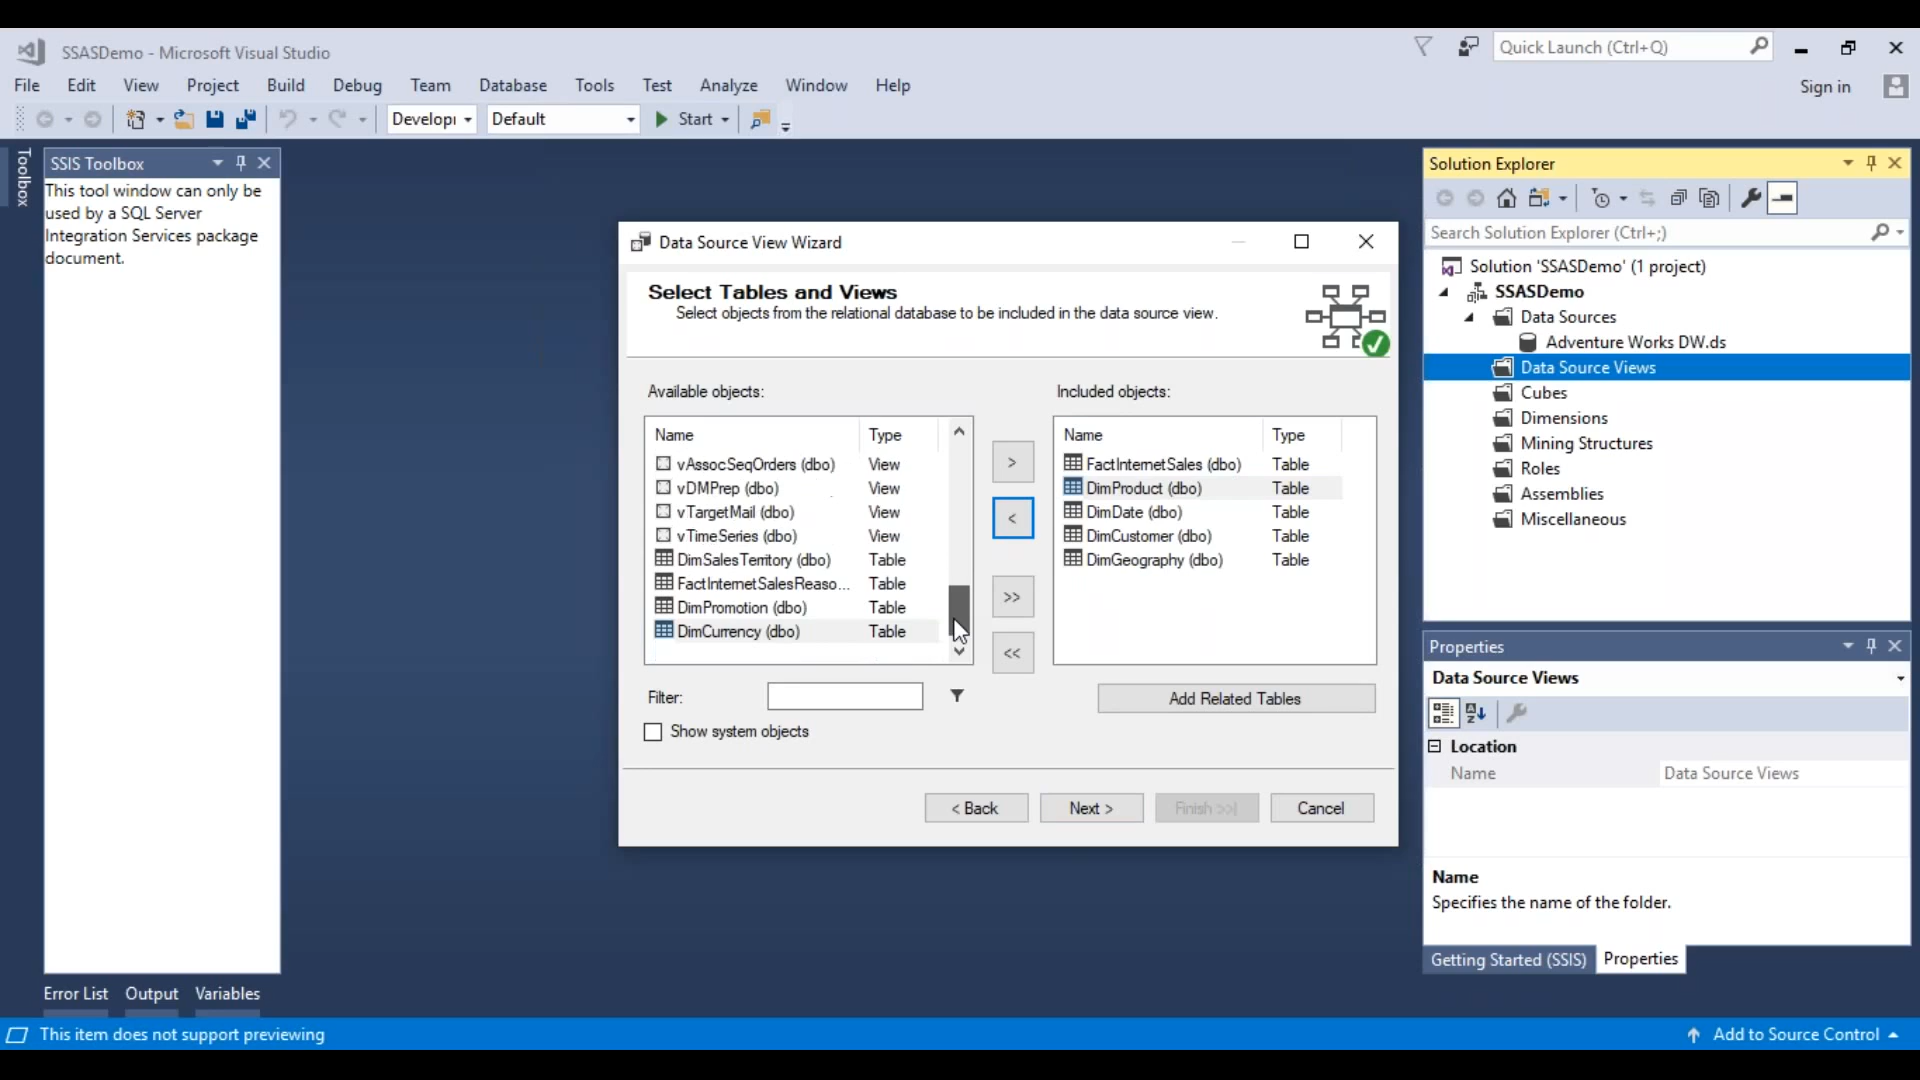 SSASDemo - Microsoft Visual Studio
Quick Launch (Ctrl+Q)
File Edit View Project Build Debug Team Database Tools Test Analyze Window Help
Sign in
Developi Default Start
Toolbox
SSIS Toolbox
This tool window can only be
used by a SQL Server
Integration Services package
document.
Data Source View Wizard
Select Tables and Views
Select objects from the relational database to be included in the data source view.
Available objects:
Name Type
vAssocSeqOrders (dbo) View
vDMPrep (dbo) View
vTargetMail (dbo) View
vTimeSeries (dbo) View
DimSalesTerritory (dbo) Table
FactInternetSalesReaso... Table
DimPromotion (dbo) Table
DimCurrency (dbo) Table
>
<
>>
<<
Included objects:
Name Type
FactInternetSales (dbo) Table
DimProduct (dbo) Table
DimDate (dbo) Table
DimCustomer (dbo) Table
DimGeography (dbo) Table
Filter:
Add Related Tables
Show system objects
< Back Next > Finish >>| Cancel
Solution Explorer
Search Solution Explorer (Ctrl+;)
Solution 'SSASDemo' (1 project)
SSASDemo
Data Sources
Adventure Works DW.ds
Data Source Views
Cubes
Dimensions
Mining Structures
Roles
Assemblies
Miscellaneous
Properties
Data Source Views
Location
Name Data Source Views
Name
Specifies the name of the folder.
Getting Started (SSIS) Properties
Error List Output Variables
This item does not support previewing
Add to Source Control